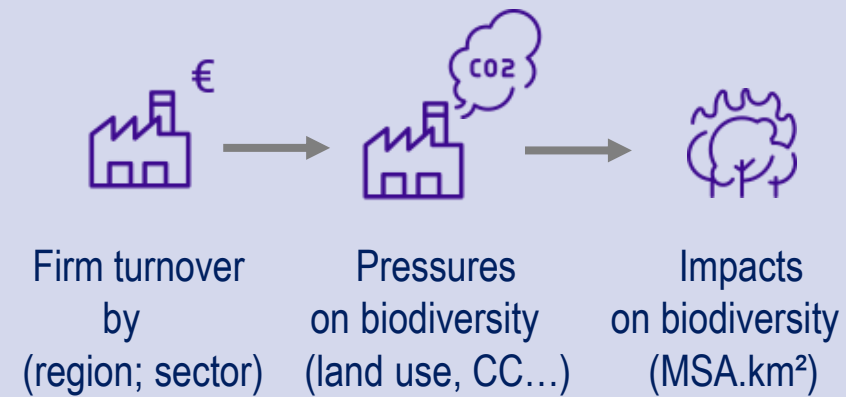 €
CO2
Firm turnover
by
(region; sector)
Pressures
on biodiversity
(land use, CC…)
Impacts
on biodiversity
(MSA.km²)